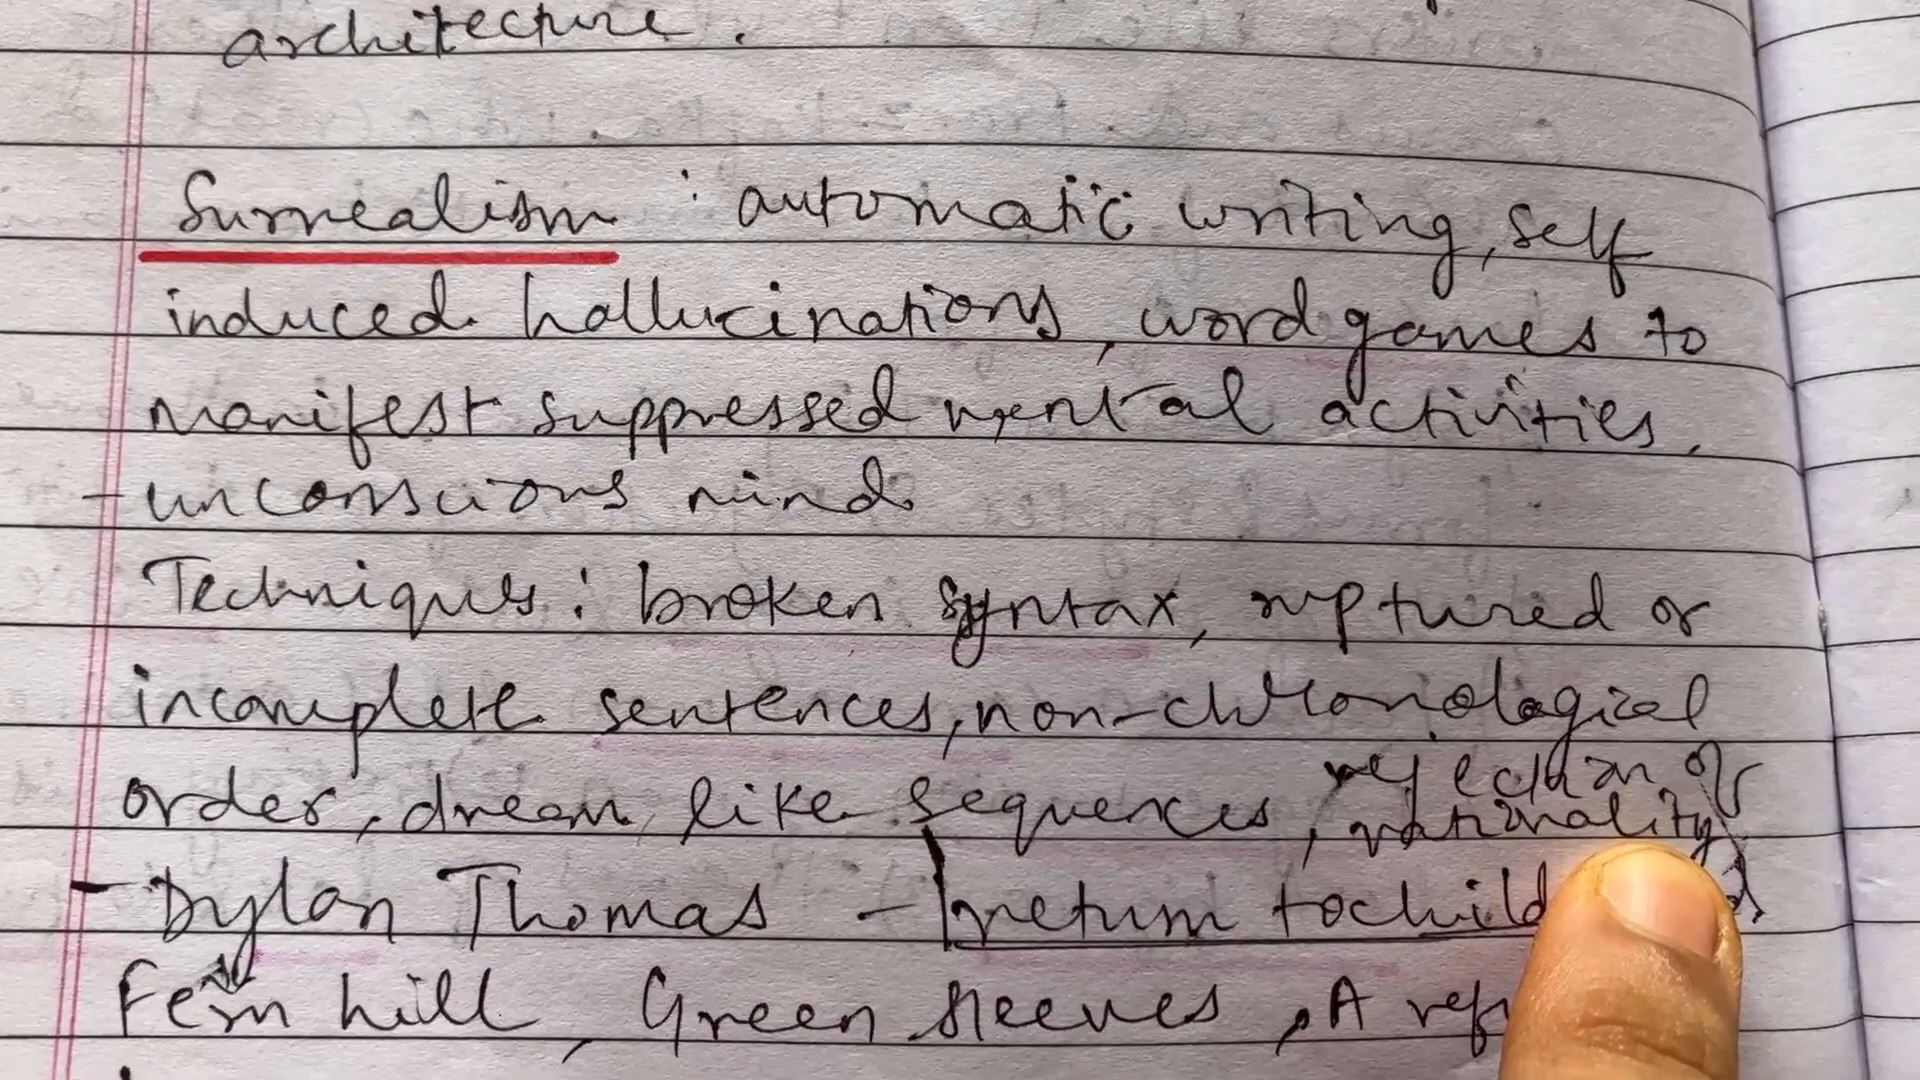 architecture.
Surrealism : automatic writing, self
induced hallucinations, word games to
manifest suppressed mental activities.
- unconscious mind
Techniques : broken syntax, ruptured or
incomplete sentences, non-chronological
order, dream like sequences, rejection of
rationality
- Dylan Thomas - return to child
Fern hill, Green sleeves, A